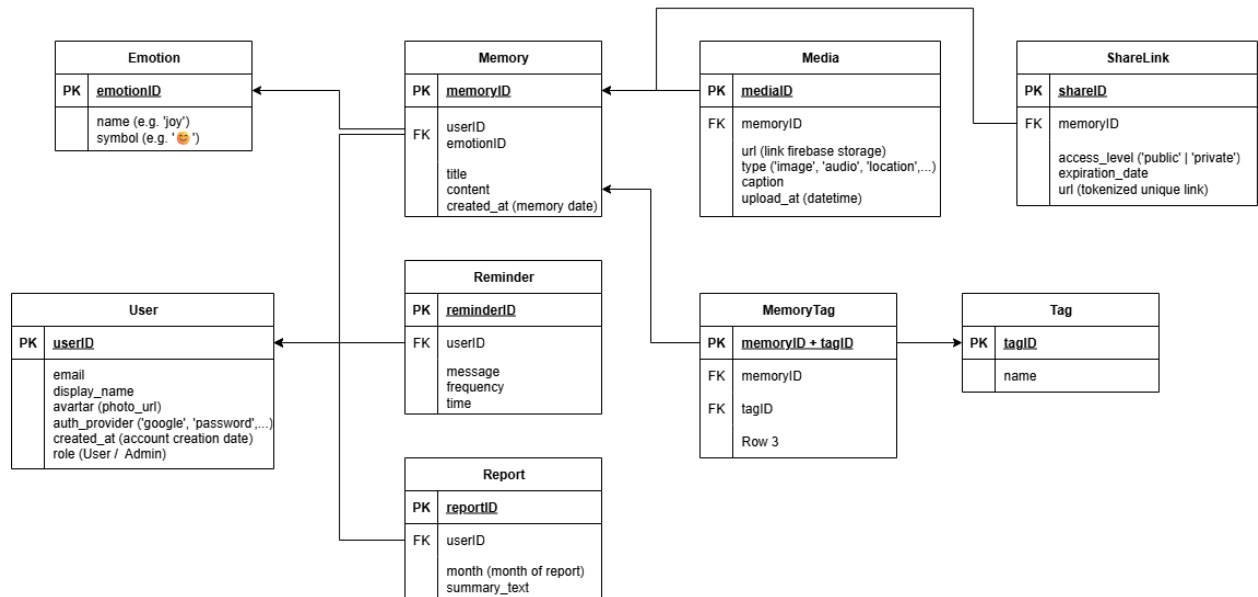 Emotion
PK emotionID
name (e.g. 'joy')
symbol (e.g. '😊')
Memory
PK memoryID
FK userID
emotionID
title
content
created_at (memory date)
Media
PK mediaID
FK memoryID
url (link firebase storage)
type ('image', 'audio', 'location',...)
caption
upload_at (datetime)
ShareLink
PK shareID
FK memoryID
access_level ('public' | 'private')
expiration_date
url (tokenized unique link)
User
PK userID
email
display_name
avartar (photo_url)
auth_provider ('google', 'password',...)
created_at (account creation date)
role (User / Admin)
Reminder
PK reminderID
FK userID
message
frequency
time
MemoryTag
PK memoryID + tagID
FK memoryID
FK tagID
Row 3
Tag
PK tagID
name
Report
PK reportID
FK userID
month (month of report)
summary_text